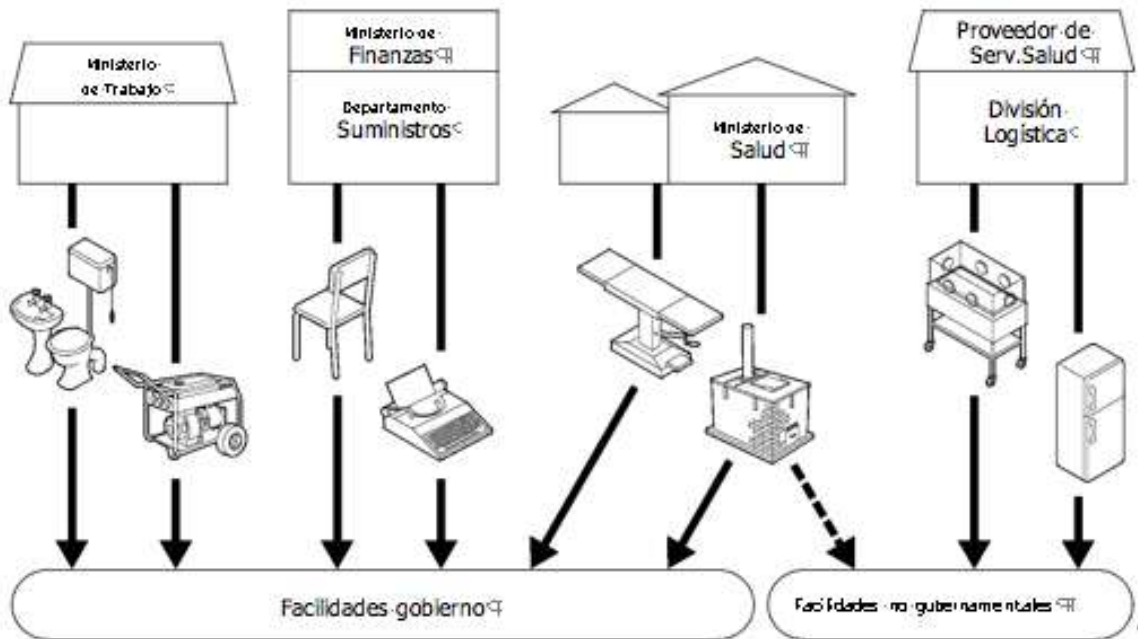 Ministerio
de Trabajo
Ministerio de
Finanzas
Departamento
Suministros
Ministerio de
Salud
Proveedor de
Serv.Salud
División
Logística
Facilidades gobierno
Facilidades no gubernamentales